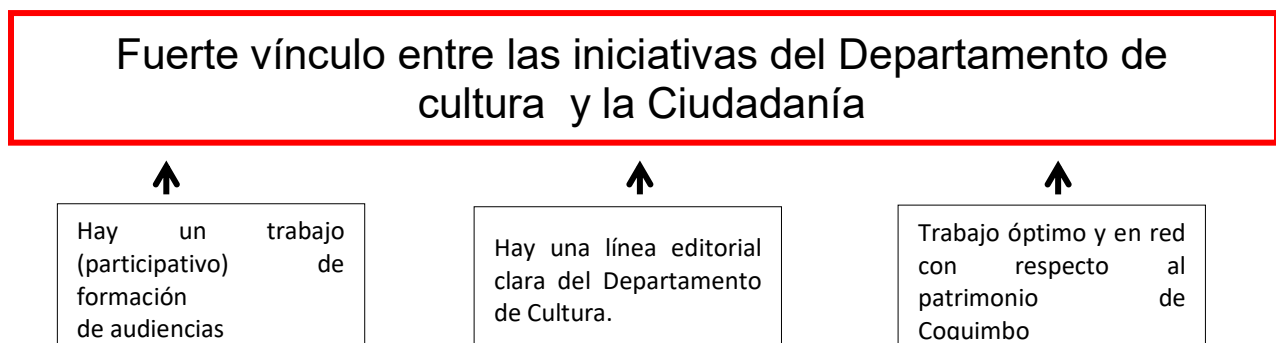 Fuerte vínculo entre las iniciativas del Departamento de
cultura y la Ciudadanía
Hay un trabajo
(participativo) de
formación
de audiencias
Hay una línea editorial
clara del Departamento
de Cultura.
Trabajo óptimo y en red
con respecto al
patrimonio de
Coquimbo